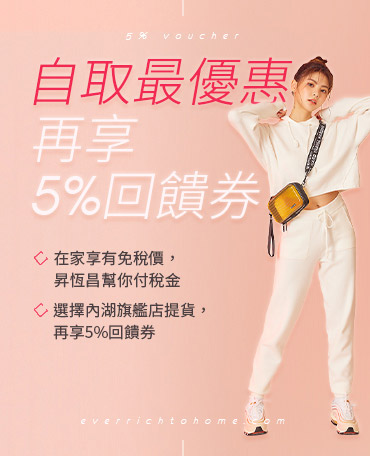 5% voucher
自取最優惠
再享
5%回饋券
在家享有免稅價，
昇恆昌幫你付稅金
選擇內湖旗艦店提貨，
再享5%回饋券
everrichtohome.com